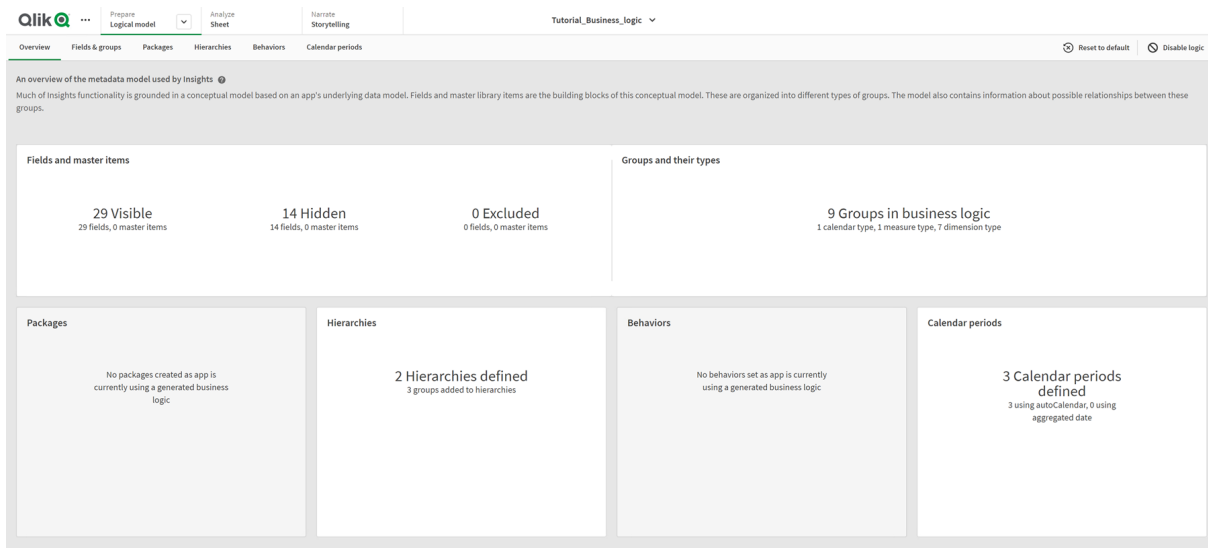 Qlik
Prepare
Logical model
Analyze
Sheet
Narrate
Storytelling
Tutorial_Business_logic
Overview
Fields & groups
Packages
Hierarchies
Behaviors
Calendar periods
Reset to default
Disable logic
An overview of the metadata model used by Insights
Much of Insights functionality is grounded in a conceptual model based on an app's underlying data model. Fields and master library items are the building blocks of this conceptual model. These are organized into different types of groups. The model also contains information about possible relationships between these
groups.
Fields and master items
29 Visible
29 fields, 0 master items
14 Hidden
14 fields, 0 master items
0 Excluded
0 fields, 0 master items
Groups and their types
9 Groups in business logic
1 calendar type, 1 measure type, 7 dimension type
Packages
No packages created as app is
currently using a generated business
logic
Hierarchies
2 Hierarchies defined
3 groups added to hierarchies
Behaviors
No behaviors set as app is currently
using a generated business logic
Calendar periods
3 Calendar periods
defined
3 using autoCalendar, 0 using
aggregated date